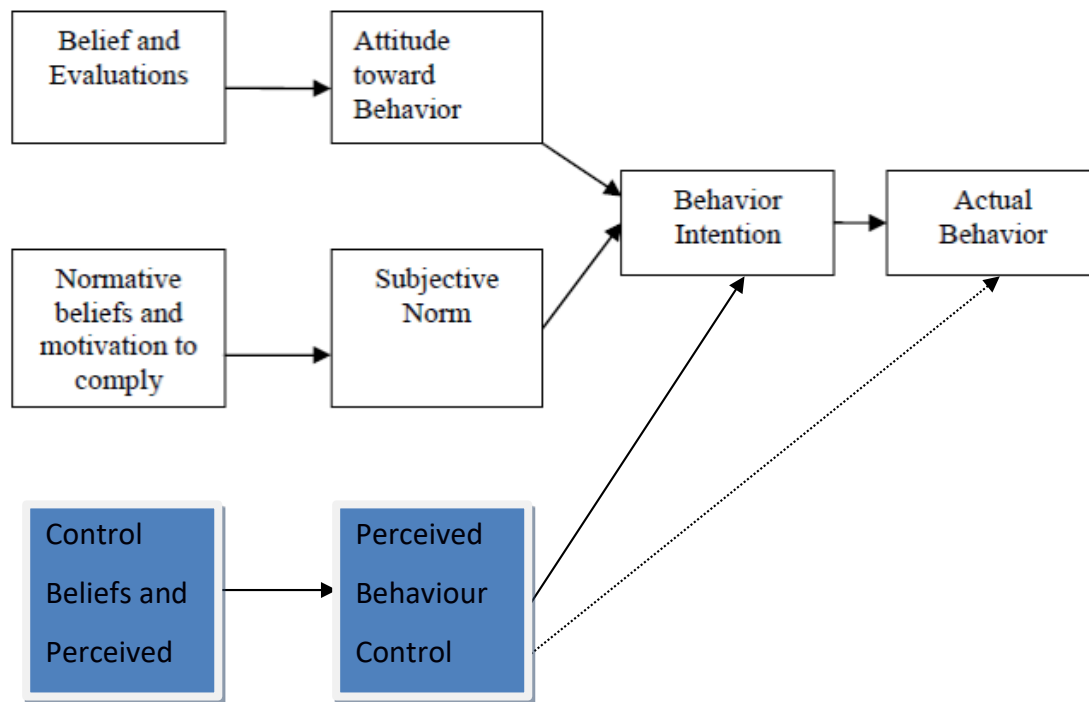 Belief and
Evaluations
Attitude
toward
Behavior
Behavior
Intention
Actual
Behavior
Normative
beliefs and
motivation to
comply
Subjective
Norm
Control
Beliefs and
Perceived
Perceived
Behaviour
Control